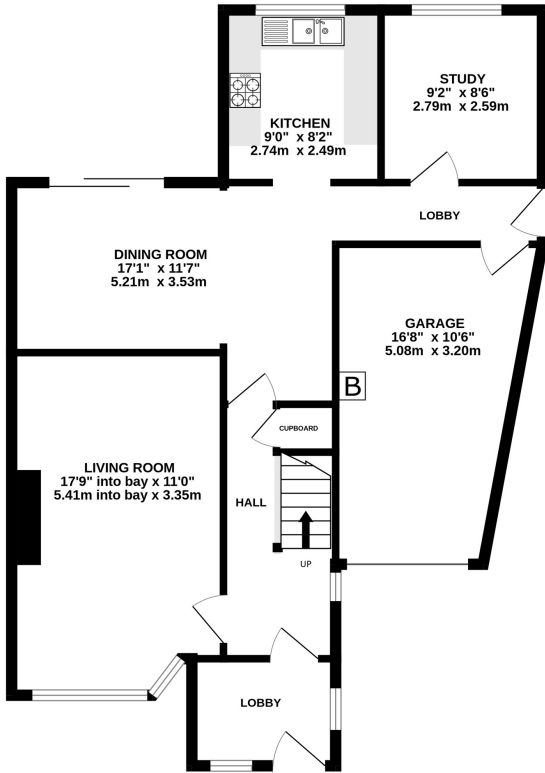 KITCHEN
9'0" x 8'2"
2.74m x 2.49m
STUDY
9'2" x 8'6"
2.79m x 2.59m
LOBBY
DINING ROOM
17'1" x 11'7"
5.21m x 3.53m
GARAGE
16'8" x 10'6"
5.08m x 3.20m
B
CUPBOARD
LIVING ROOM
17'9" into bay x 11'0"
5.41m into bay x 3.35m
HALL
UP
LOBBY